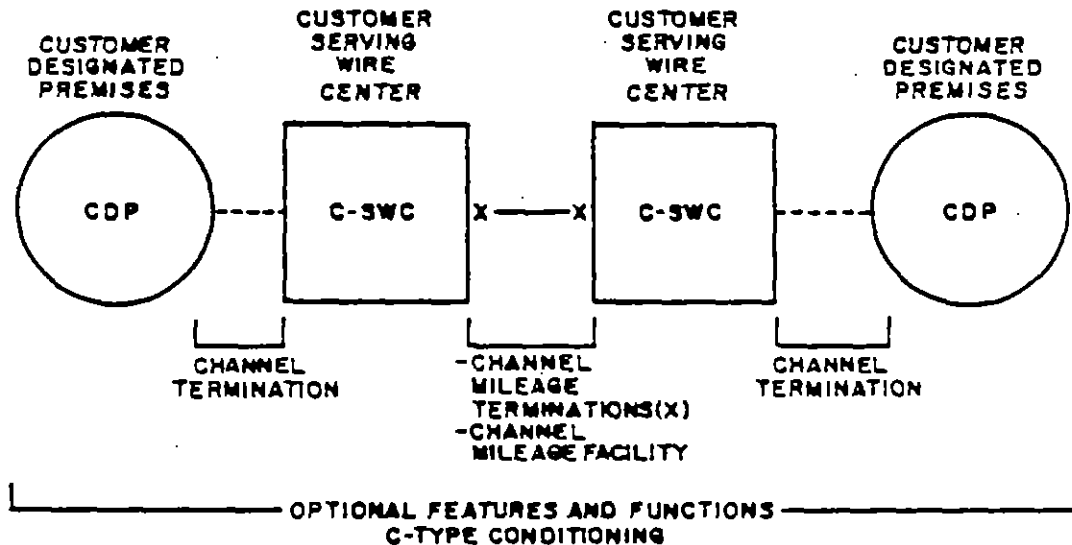 CUSTOMER
DESIGNATED
PREMISES
CUSTOMER
SERVING
WIRE
CENTER
CUSTOMER
SERVING
WIRE
CENTER
CUSTOMER
DESIGNATED
PREMISES
CDP
C-SWC
X
X
C-SWC
CDP
CHANNEL
TERMINATION
-CHANNEL
MILEAGE
TERMINATIONS(X)
-CHANNEL
MILEAGE FACILITY
CHANNEL
TERMINATION
OPTIONAL FEATURES AND FUNCTIONS
C-TYPE CONDITIONING